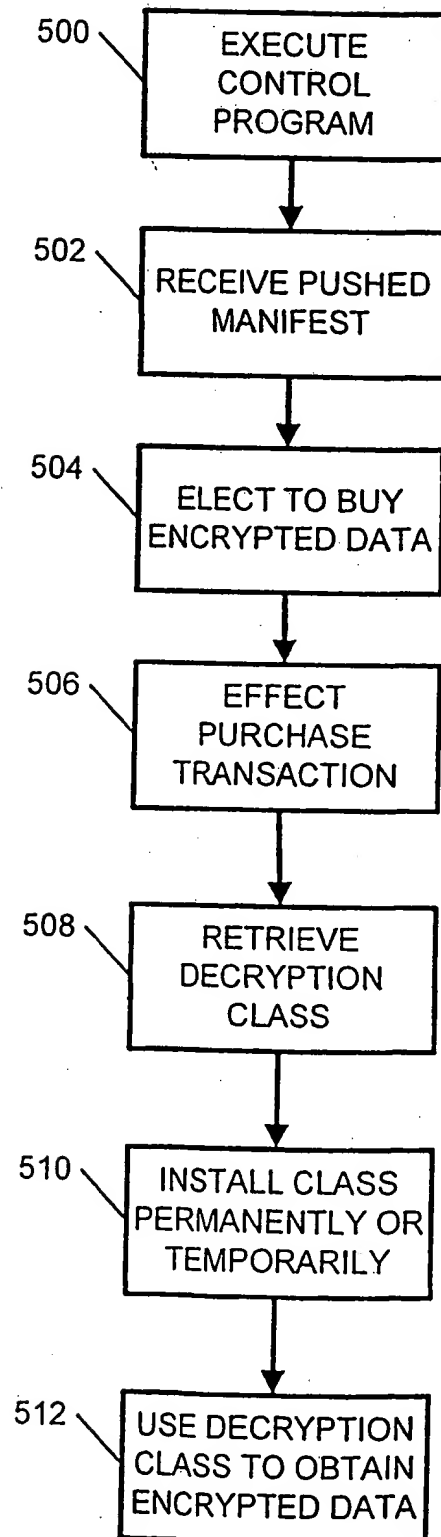 500
EXECUTE
CONTROL
PROGRAM
502
RECEIVE PUSHED
MANIFEST
504
ELECT TO BUY
ENCRYPTED DATA
506
EFFECT
PURCHASE
TRANSACTION
508
RETRIEVE
DECRYPTION
CLASS
510
INSTALL CLASS
PERMANENTLY OR
TEMPORARILY
512
USE DECRYPTION
CLASS TO OBTAIN
ENCRYPTED DATA